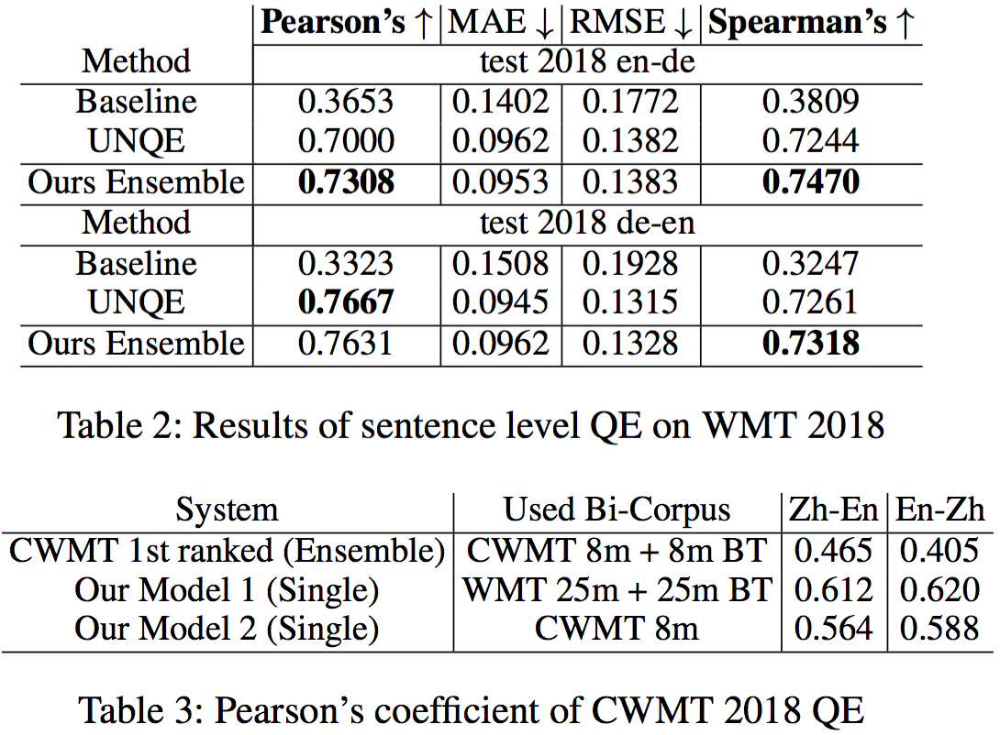 Pearson's ↑ MAE ↓ RMSE ↓ Spearman's ↑
Method test 2018 en-de
Baseline 0.3653 0.1402 0.1772 0.3809
UNQE 0.7000 0.0962 0.1382 0.7244
Ours Ensemble 0.7308 0.0953 0.1383 0.7470
Method test 2018 de-en
Baseline 0.3323 0.1508 0.1928 0.3247
UNQE 0.7667 0.0945 0.1315 0.7261
Ours Ensemble 0.7631 0.0962 0.1328 0.7318
Table 2: Results of sentence level QE on WMT 2018
System Used Bi-Corpus Zh-En En-Zh
CWMT 1st ranked (Ensemble) CWMT 8m + 8m BT 0.465 0.405
Our Model 1 (Single) WMT 25m + 25m BT 0.612 0.620
Our Model 2 (Single) CWMT 8m 0.564 0.588
Table 3: Pearson's coefficient of CWMT 2018 QE